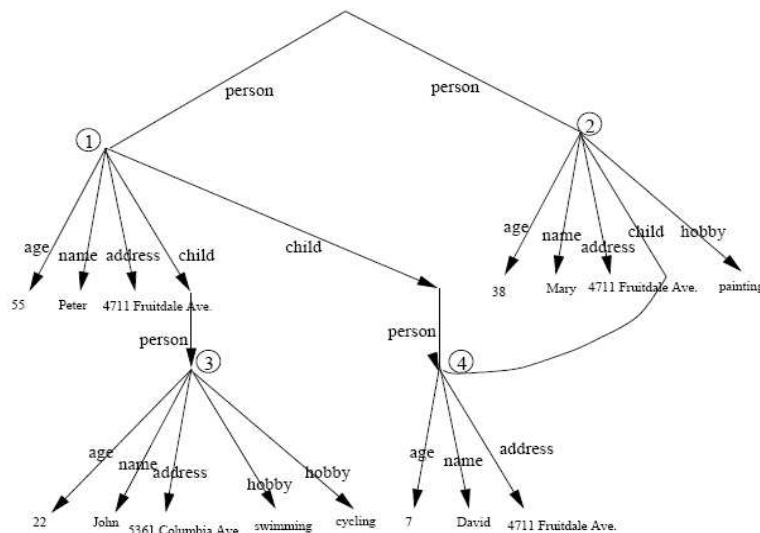 person
person
1
2
age
name
address
child
child
age
name
address
child
hobby
55
Peter
4711 Fruitdale Ave.
38
Mary
4711 Fruitdale Ave.
painting
person
person
3
4
age
name
address
hobby
hobby
age
name
address
22
John
5361 Columbia Ave
swimming
cycling
7
David
4711 Fruitdale Ave.